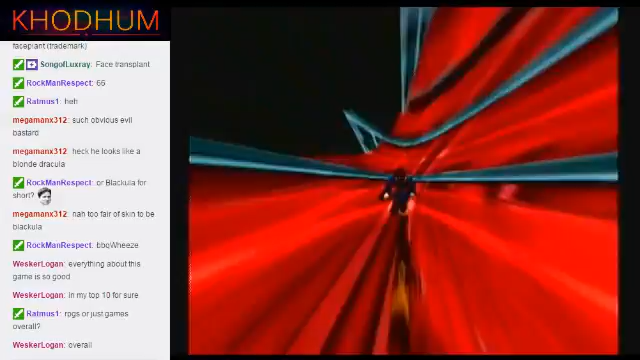 KHODHUM
faceplant (trademark)
SongofLuxray: Face transplant
RockManRespect: 66
Ratmus1: heh
megamanx312: such obvious evil
bastard
megamanx312: heck he looks like a
blonde dracula
RockManRespect: or Blackula for
short?
megamanx312: nah too fair of skin to be
blackula
RockManRespect: bbqWheeze
WeskerLogan: everything about this
game is so good
WeskerLogan: in my top 10 for sure
Ratmus1: rpgs or just games
overall?
WeskerLogan: overall